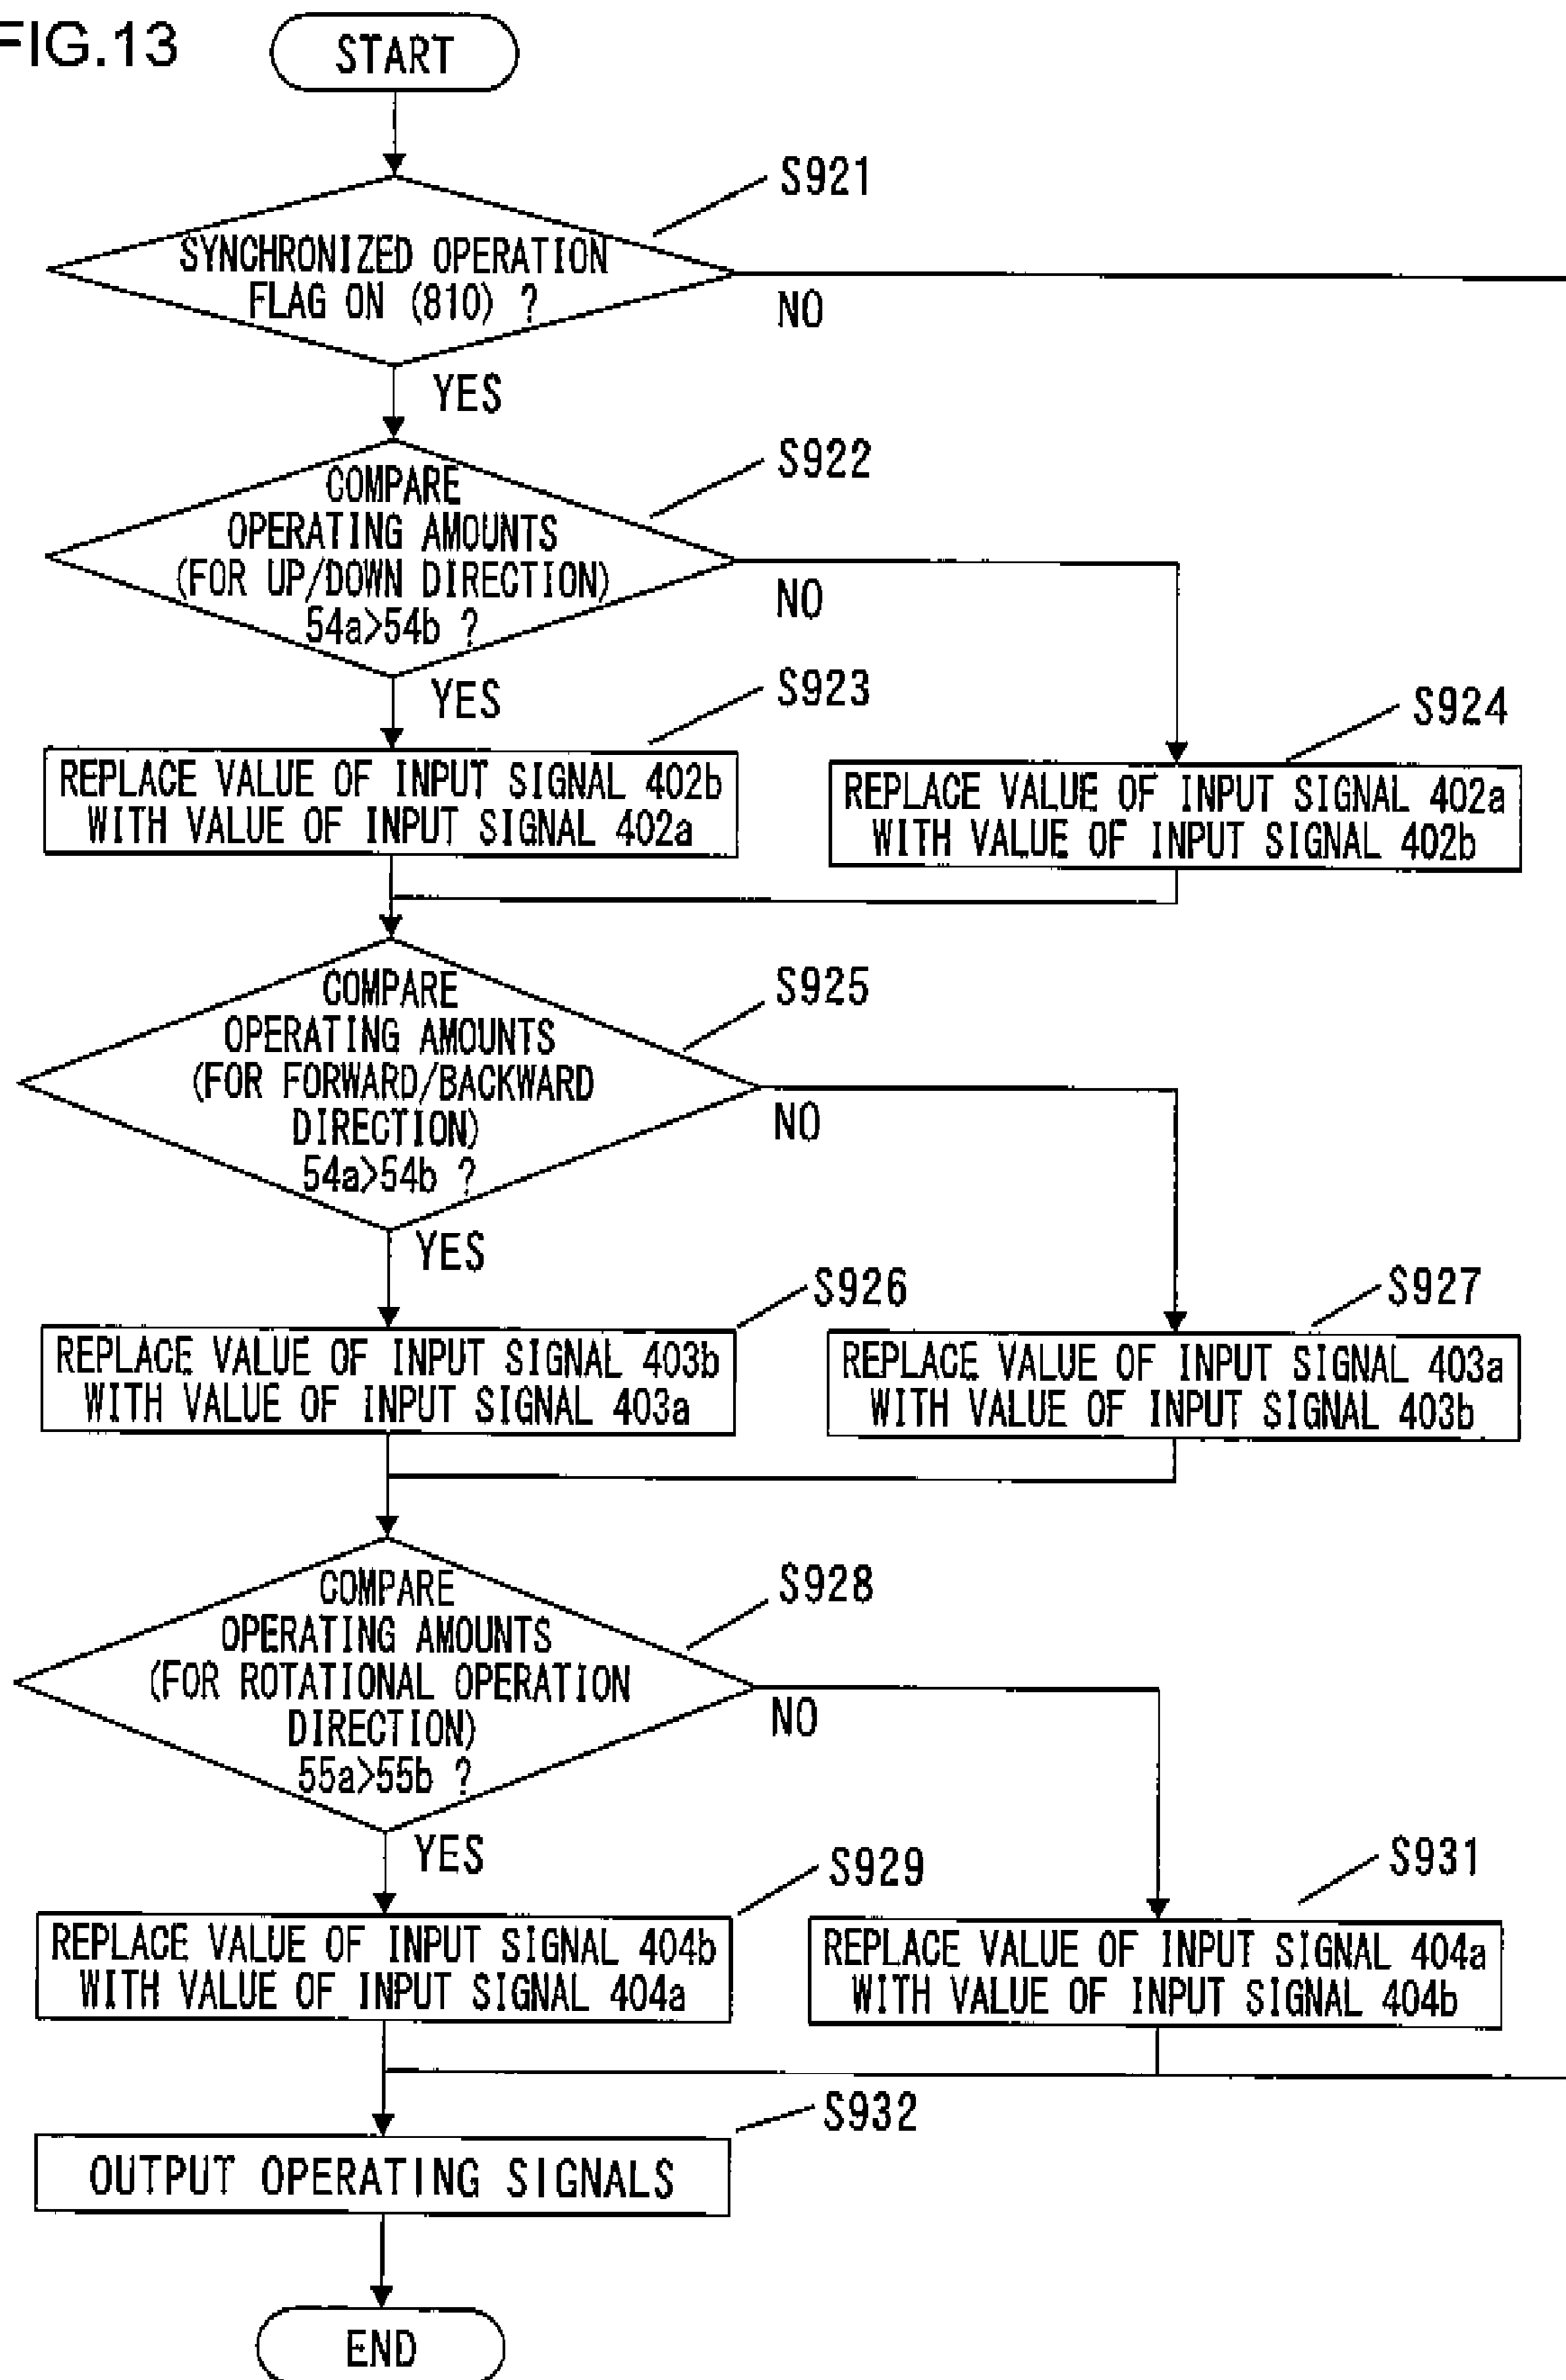 FIG.13
START
S921
SYNCHRONIZED OPERATION
FLAG ON (810) ?
NO
YES
S922
COMPARE
OPERATING AMOUNTS
(FOR UP/DOWN DIRECTION)
54a>54b ?
NO
YES
S923
S924
REPLACE VALUE OF INPUT SIGNAL 402b
WITH VALUE OF INPUT SIGNAL 402a
REPLACE VALUE OF INPUT SIGNAL 402a
WITH VALUE OF INPUT SIGNAL 402b
S925
COMPARE
OPERATING AMOUNTS
(FOR FORWARD/BACKWARD
DIRECTION)
54a>54b ?
NO
YES
S926
S927
REPLACE VALUE OF INPUT SIGNAL 403b
WITH VALUE OF INPUT SIGNAL 403a
REPLACE VALUE OF INPUT SIGNAL 403a
WITH VALUE OF INPUT SIGNAL 403b
S928
COMPARE
OPERATING AMOUNTS
(FOR ROTATIONAL OPERATION
DIRECTION)
55a>55b ?
NO
YES
S929
S931
REPLACE VALUE OF INPUT SIGNAL 404b
WITH VALUE OF INPUT SIGNAL 404a
REPLACE VALUE OF INPUT SIGNAL 404a
WITH VALUE OF INPUT SIGNAL 404b
S932
OUTPUT OPERATING SIGNALS
END